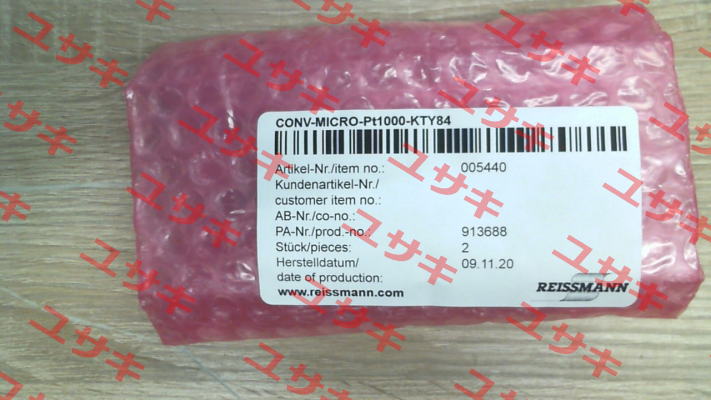 CONV-MICRO-Pt1000-KTY84
Artikel-Nr./item no.: 005440
Kundenartikel-Nr./
customer item no.:
AB-Nr./co-no.:
PA-Nr./prod.-no.: 913688
Stück/pieces: 2
Herstelldatum/ 09.11.20
date of production:
www.reissmann.com
REISSMANN
ユサキ